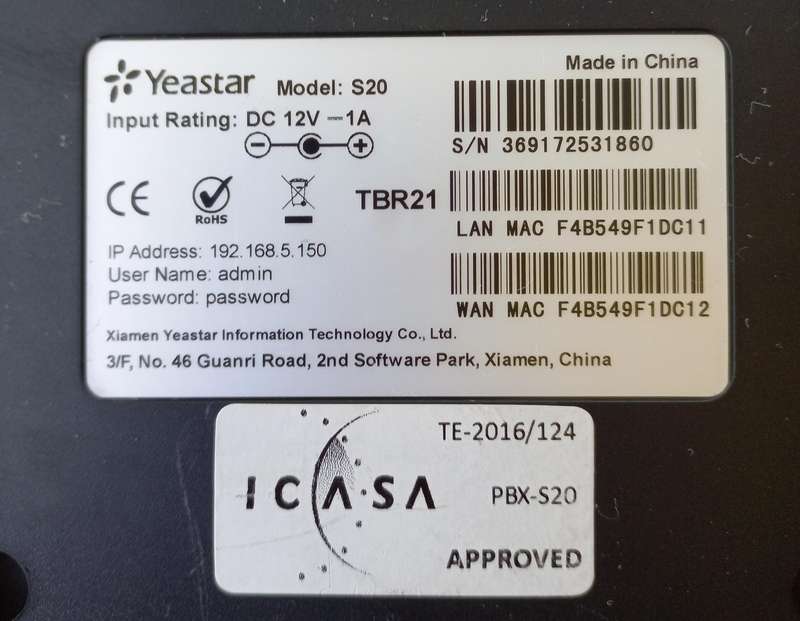 Yeastar Model: S20
Made in China
Input Rating: DC 12V 1A
S/N 369172531860
CE
RoHS
TBR21
LAN MAC F4B549F1DC11
IP Address: 192.168.5.150
User Name: admin
Password: password
WAN MAC F4B549F1DC12
Xiamen Yeastar Information Technology Co., Ltd.
3/F, No. 46 Guanri Road, 2nd Software Park, Xiamen, China
ICASA
TE-2016/124
PBX-S20
APPROVED